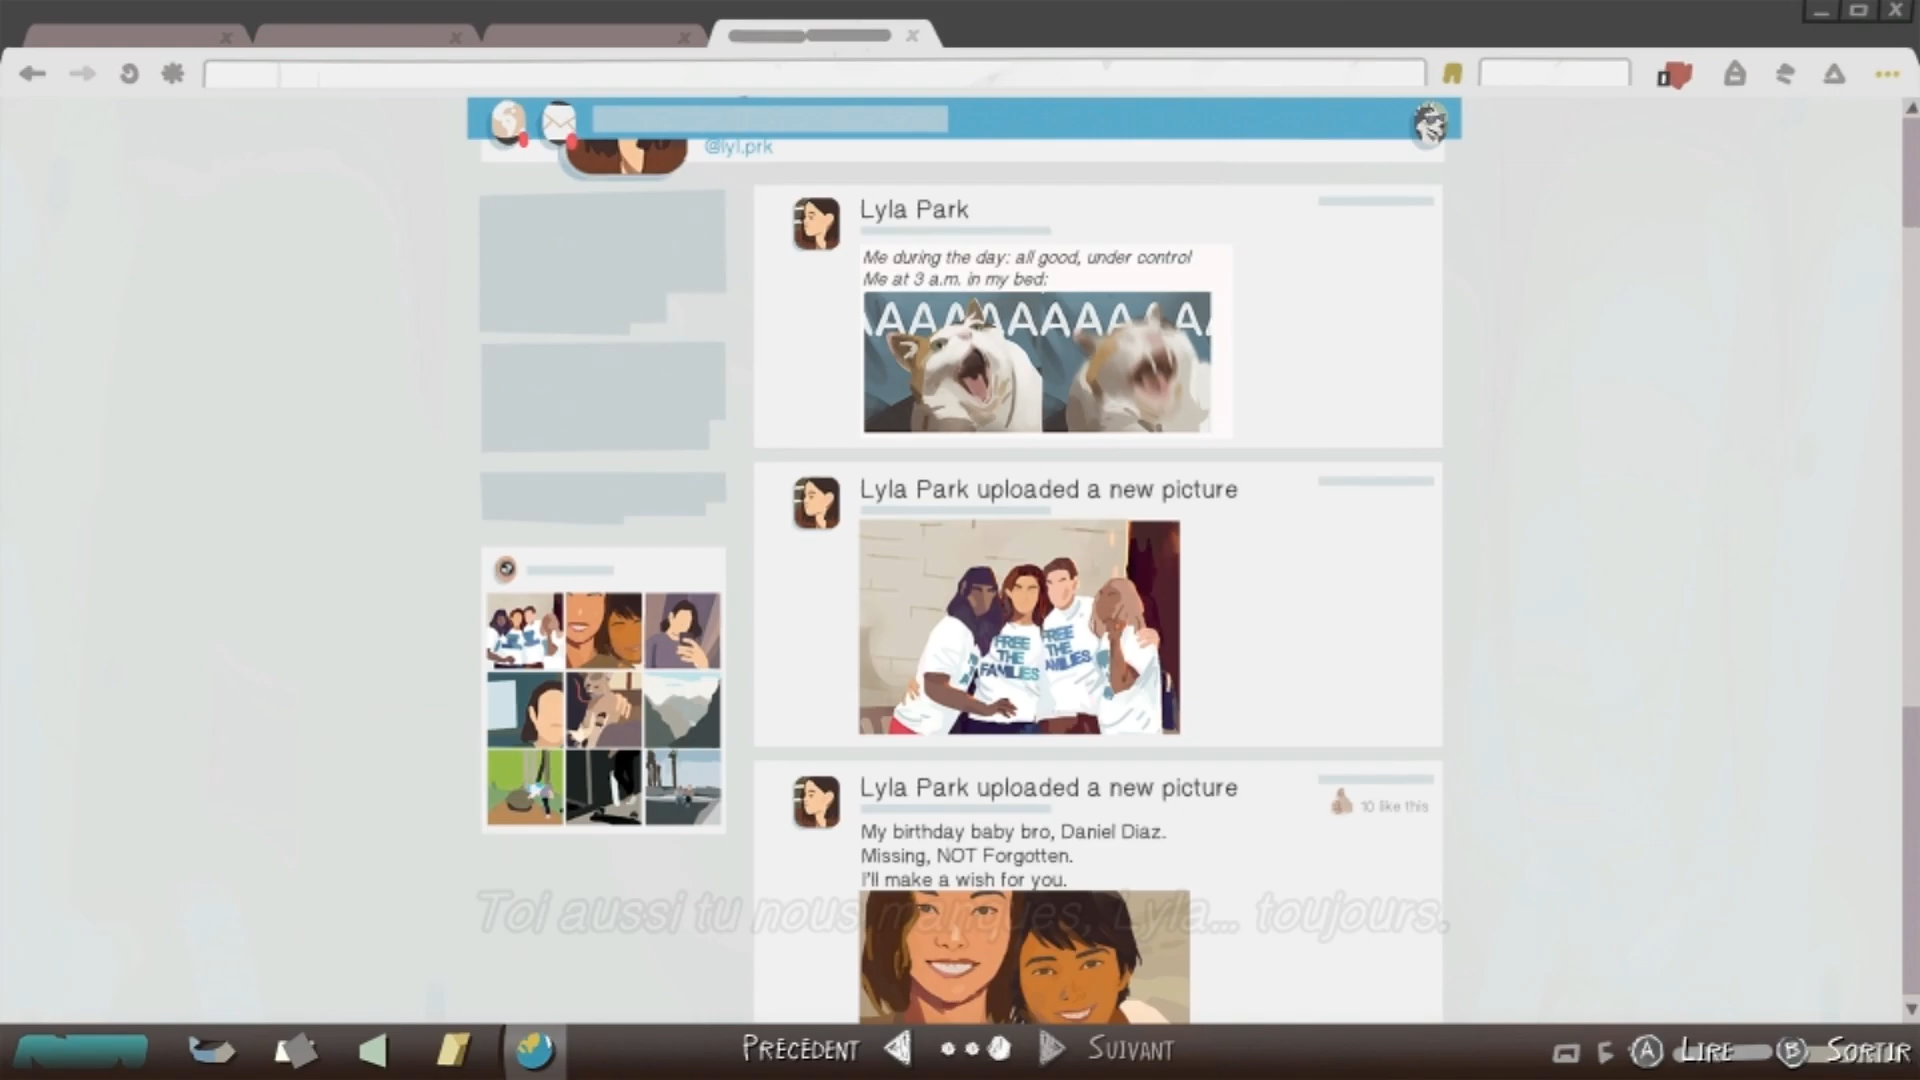 @lyl.prk
Lyla Park
Me during the day: all good, under control
Me at 3 a.m. in my bed:
AAAAAAAAAAA
Lyla Park uploaded a new picture
FREE
THE
FAMILIES
FREE
THE
AMILIES
Lyla Park uploaded a new picture
10 like this
My birthday baby bro, Daniel Diaz.
Missing, NOT Forgotten.
I'll make a wish for you.
Toi aussi tu nous manques, Lyla... toujours.
PRÉCÉDENT
SUIVANT
A LIRE
B SORTIR